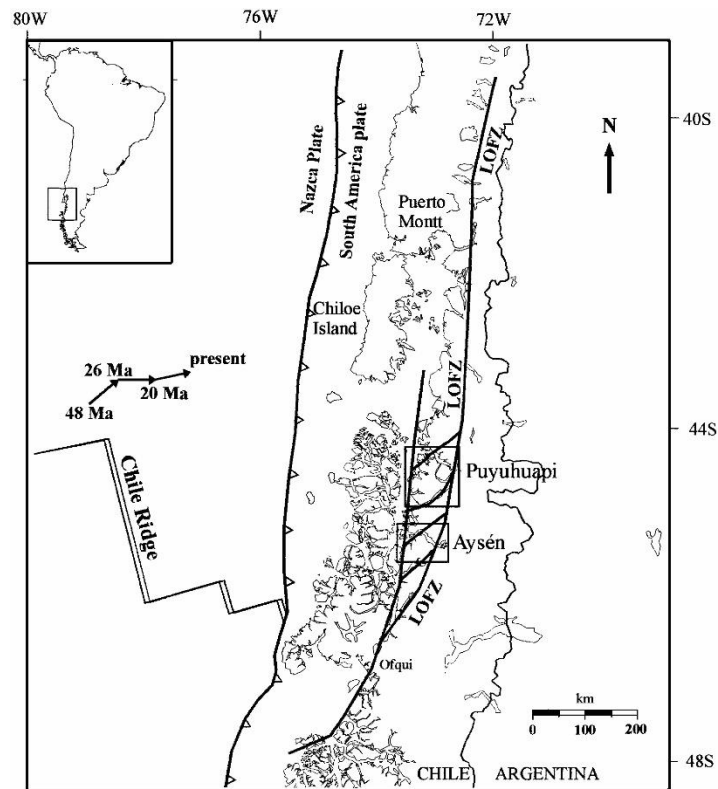 80W
76W
72W
40S
N
LOFZ
Nazca Plate
South America plate
Puerto
Montt
Chiloe
Island
present
26 Ma
20 Ma
48 Ma
LOFZ
44S
Chile Ridge
Puyuhuapi
Aysén
LOFZ
Ofqui
km
0 100 200
48S
CHILE
ARGENTINA